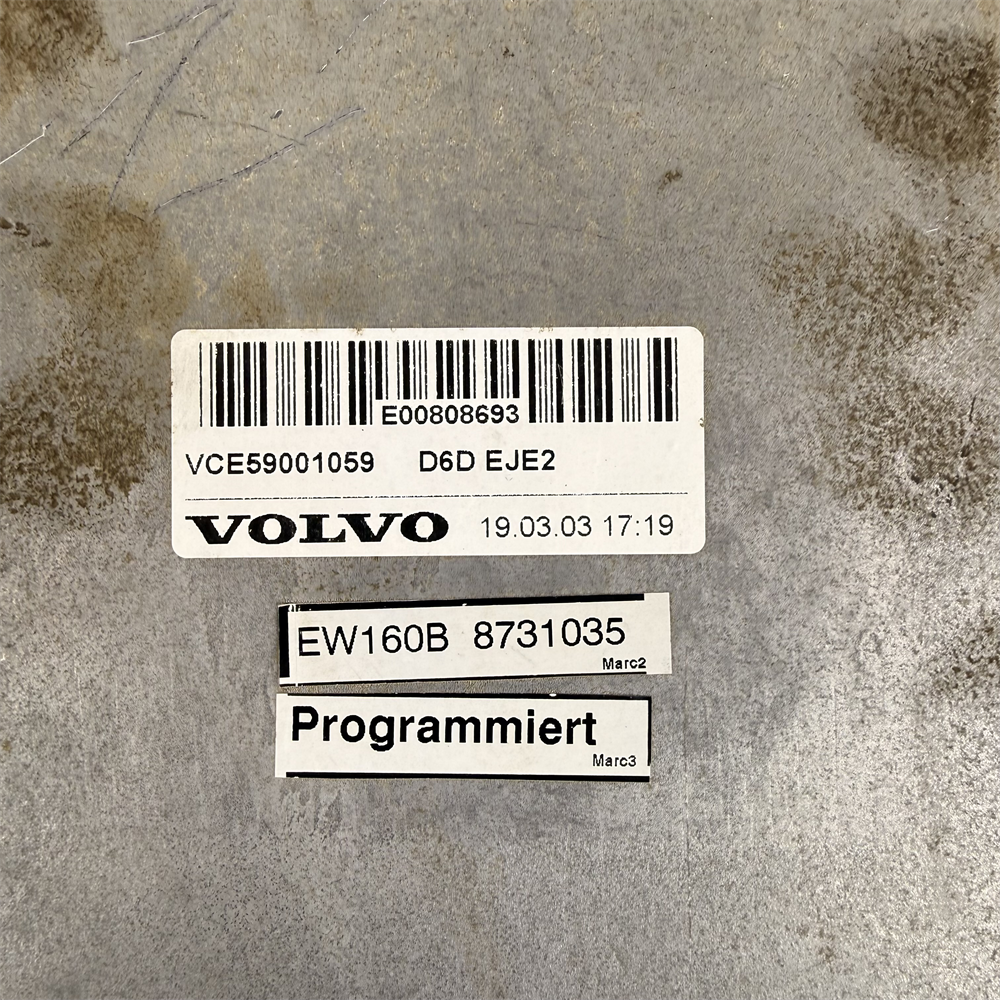 E00808693
VCE59001059 D6D EJE2
VOLVO 19.03.03 17:19
EW160B 8731035
Marc2
Programmiert
Marc3